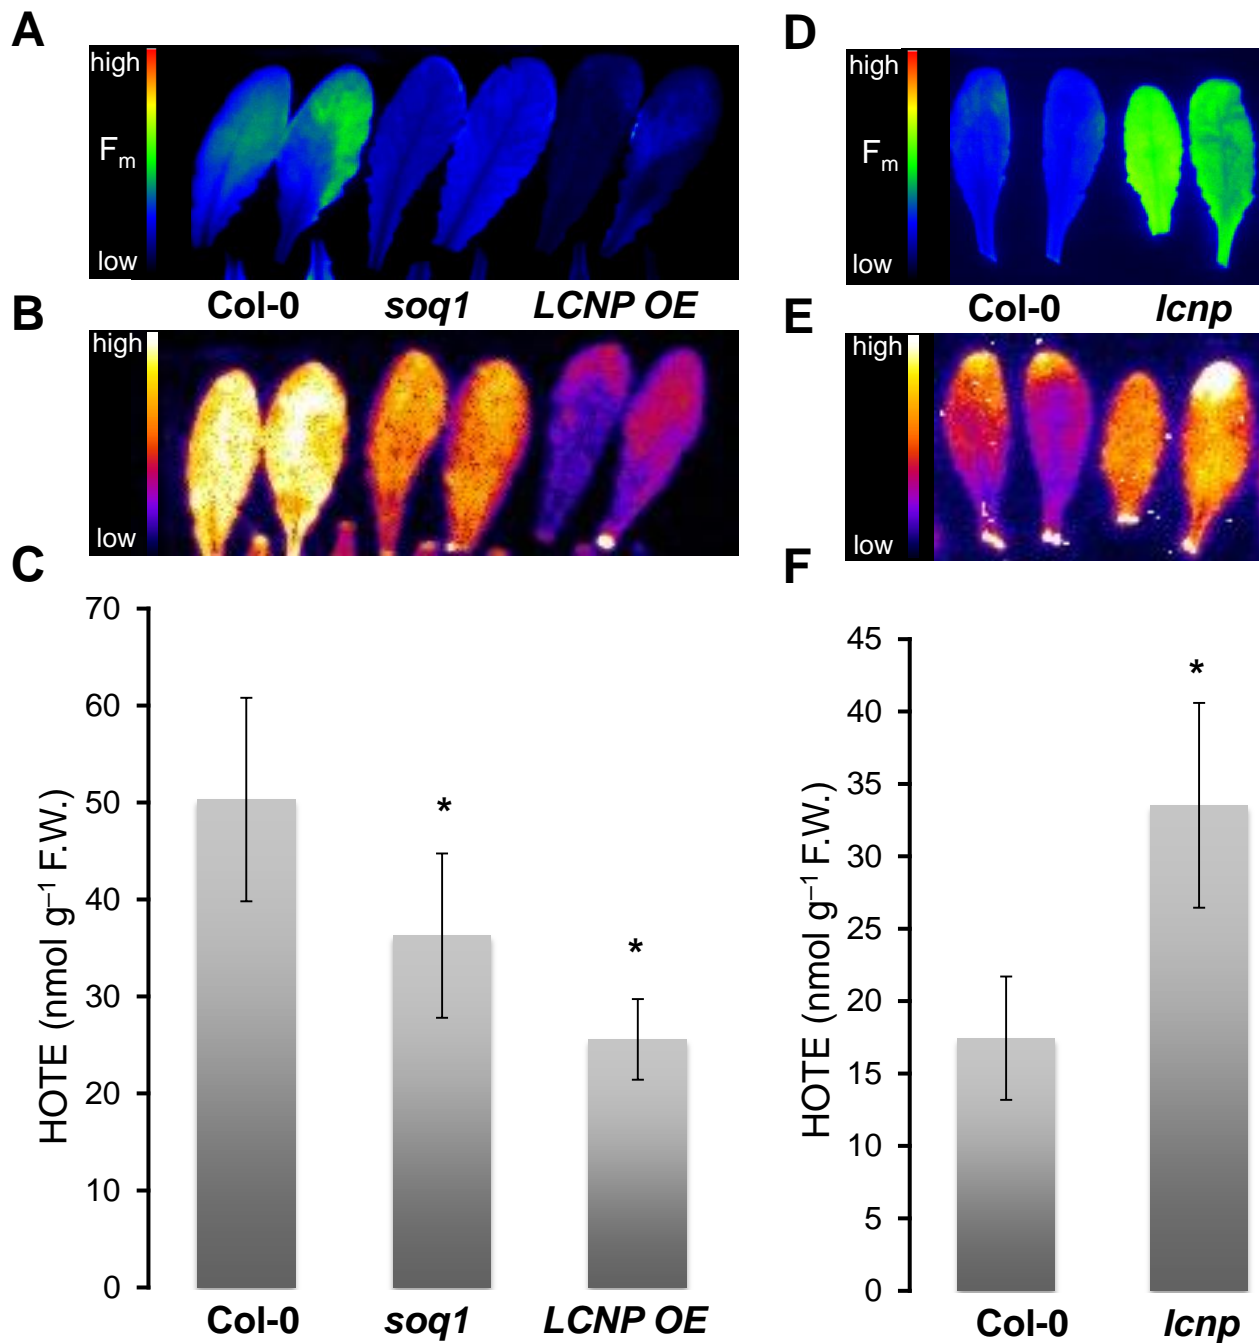 A
high
F_m
low
Col-0 soq1 LCNP OE
B
high
low
C
70
60
50
40
30
20
10
0
HOTE (nmol g⁻¹ F.W.)
*
*
Col-0 soq1 LCNP OE
D
high
F_m
low
Col-0 lcnp
E
high
low
F
45
40
35
30
25
20
15
10
5
0
HOTE (nmol g⁻¹ F.W.)
*
Col-0 lcnp